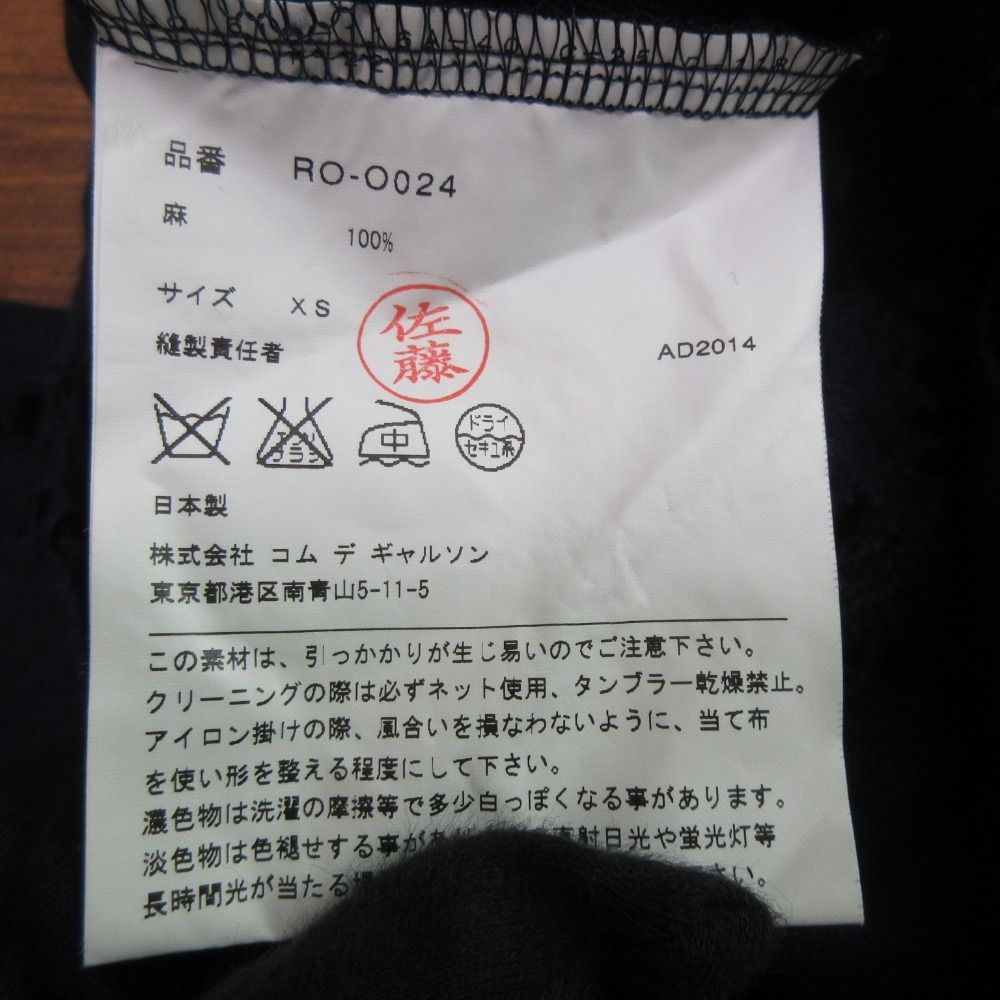 品番 RO-O024
麻
100%
サイズ XS
縫製責任者 佐藤
AD2014
エンソ
ブラン
中
ドライ
セキユ系
日本製
株式会社 コム デ ギャルソン
東京都港区南青山5-11-5
この素材は、引っかかりが生じ易いのでご注意下さい。
クリーニングの際は必ずネット使用、タンブラー乾燥禁止。
アイロン掛けの際、風合いを損なわないように、当て布
を使い形を整える程度にして下さい。
濃色物は洗濯の摩擦等で多少白っぽくなる事があります。
淡色物は色褪せする事が 射日光や蛍光灯等
長時間光が当たる さい。